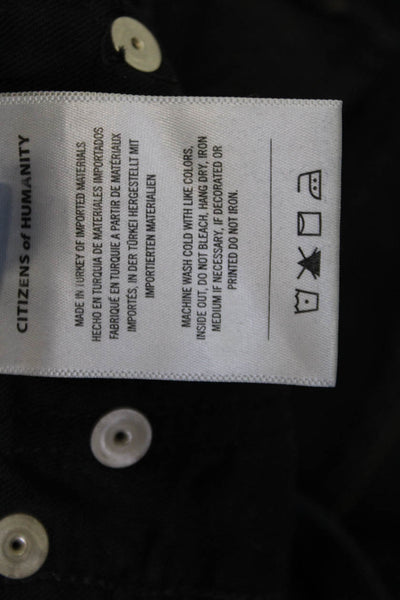 CITIZENS of HUMANITY
MADE IN TURKEY OF IMPORTED MATERIALS
HECHO EN TURQUIA DE MATERIALES IMPORTADOS
FABRIQUÉ EN TURQUIE A PARTIR DE MATÉRIAUX
IMPORTÉS, IN DER TÜRKEI HERGESTELLT MIT
IMPORTIERTEN MATERIALIEN
MACHINE WASH COLD WITH LIKE COLORS,
INSIDE OUT, DO NOT BLEACH, HANG DRY, IRON
MEDIUM IF NECESSARY, IF DECORATED OR
PRINTED DO NOT IRON.